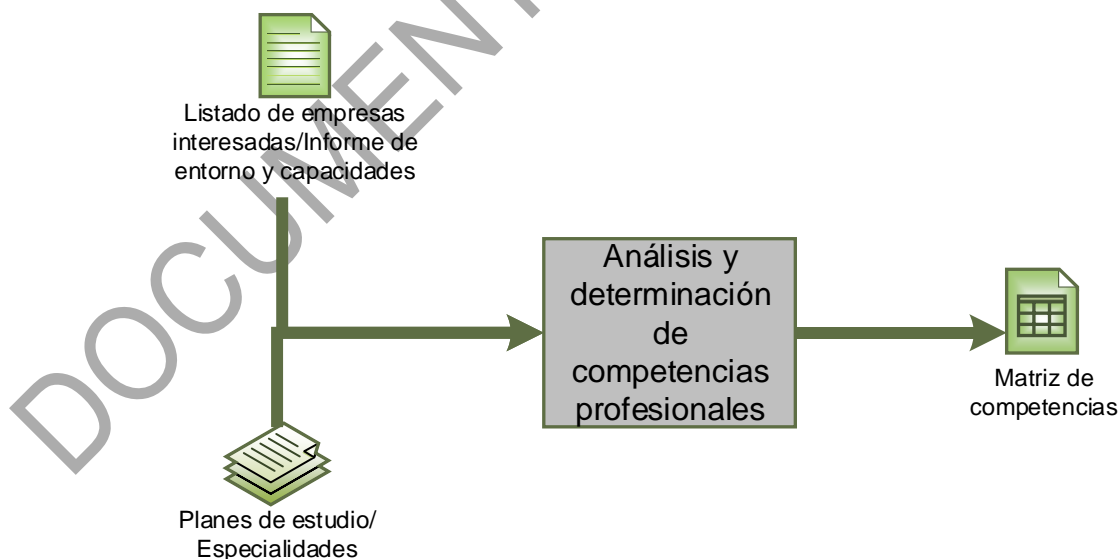 DOCUMENT
Listado de empresas
interesadas/Informe de
entorno y capacidades
Análisis y
determinación
de
competencias
profesionales
Matriz de
competencias
Planes de estudio/
Especialidades